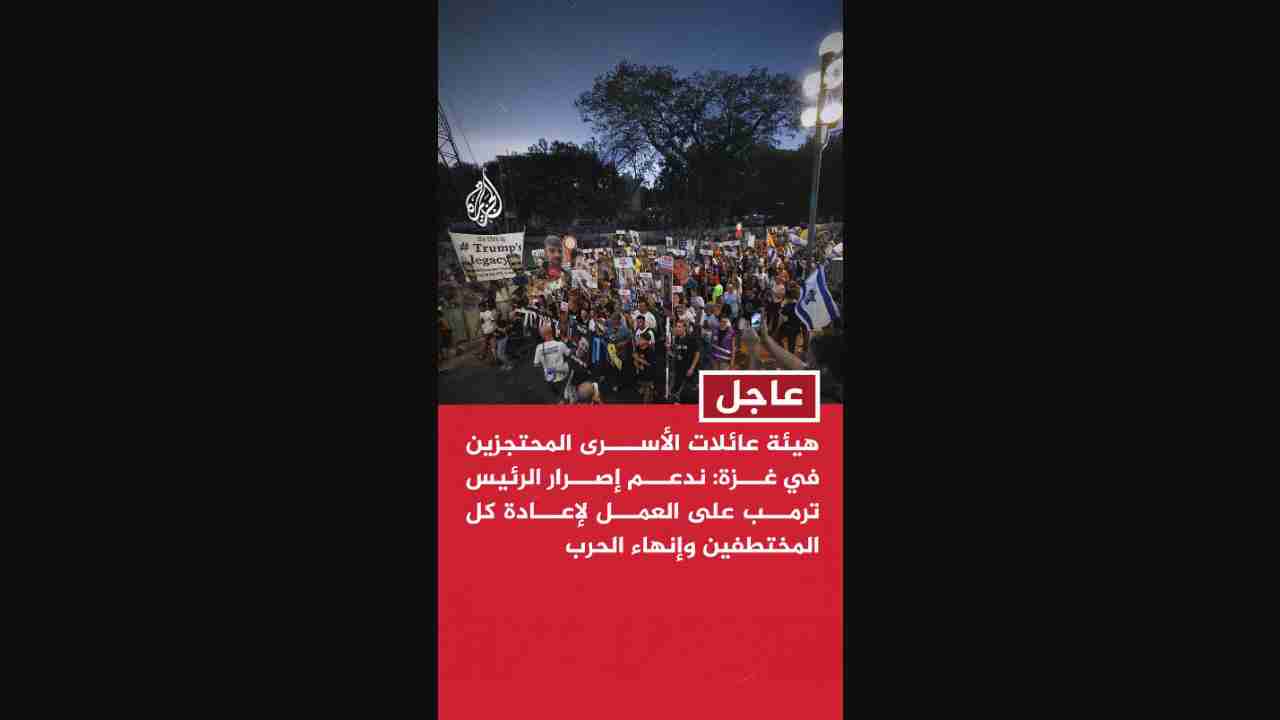 # Trump's
legacy
عاجل
هيئة عائلات الأسرى المحتجزين
في غزة: ندعم إصرار الرئيس
ترمب على العمل لإعادة كل
المختطفين وإنهاء الحرب